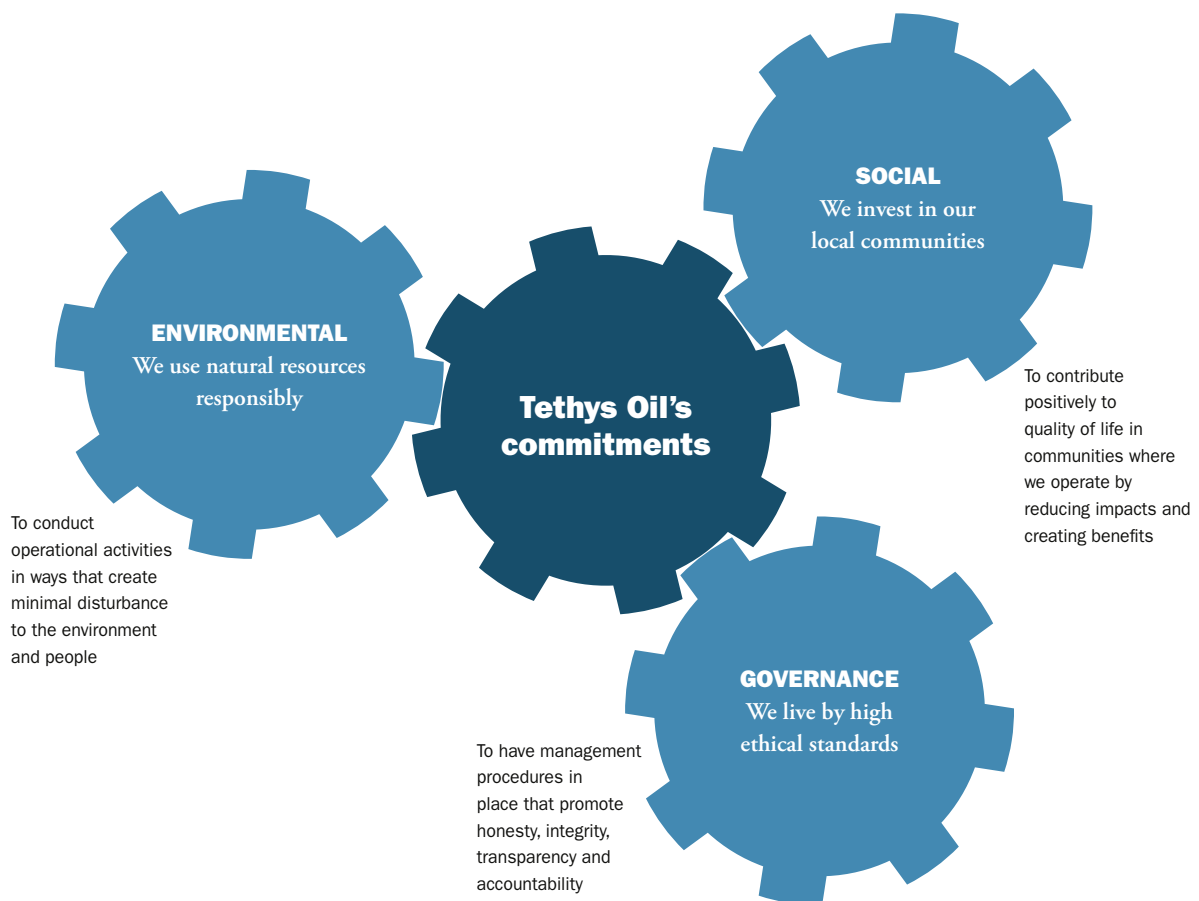 SOCIAL
We invest in our
local communities
To contribute
positively to
quality of life in
communities where
we operate by
reducing impacts and
creating benefits
ENVIRONMENTAL
We use natural resources
responsibly
To conduct
operational activities
in ways that create
minimal disturbance
to the environment
and people
Tethys Oil’s
commitments
GOVERNANCE
We live by high
ethical standards
To have management
procedures in
place that promote
honesty, integrity,
transparency and
accountability